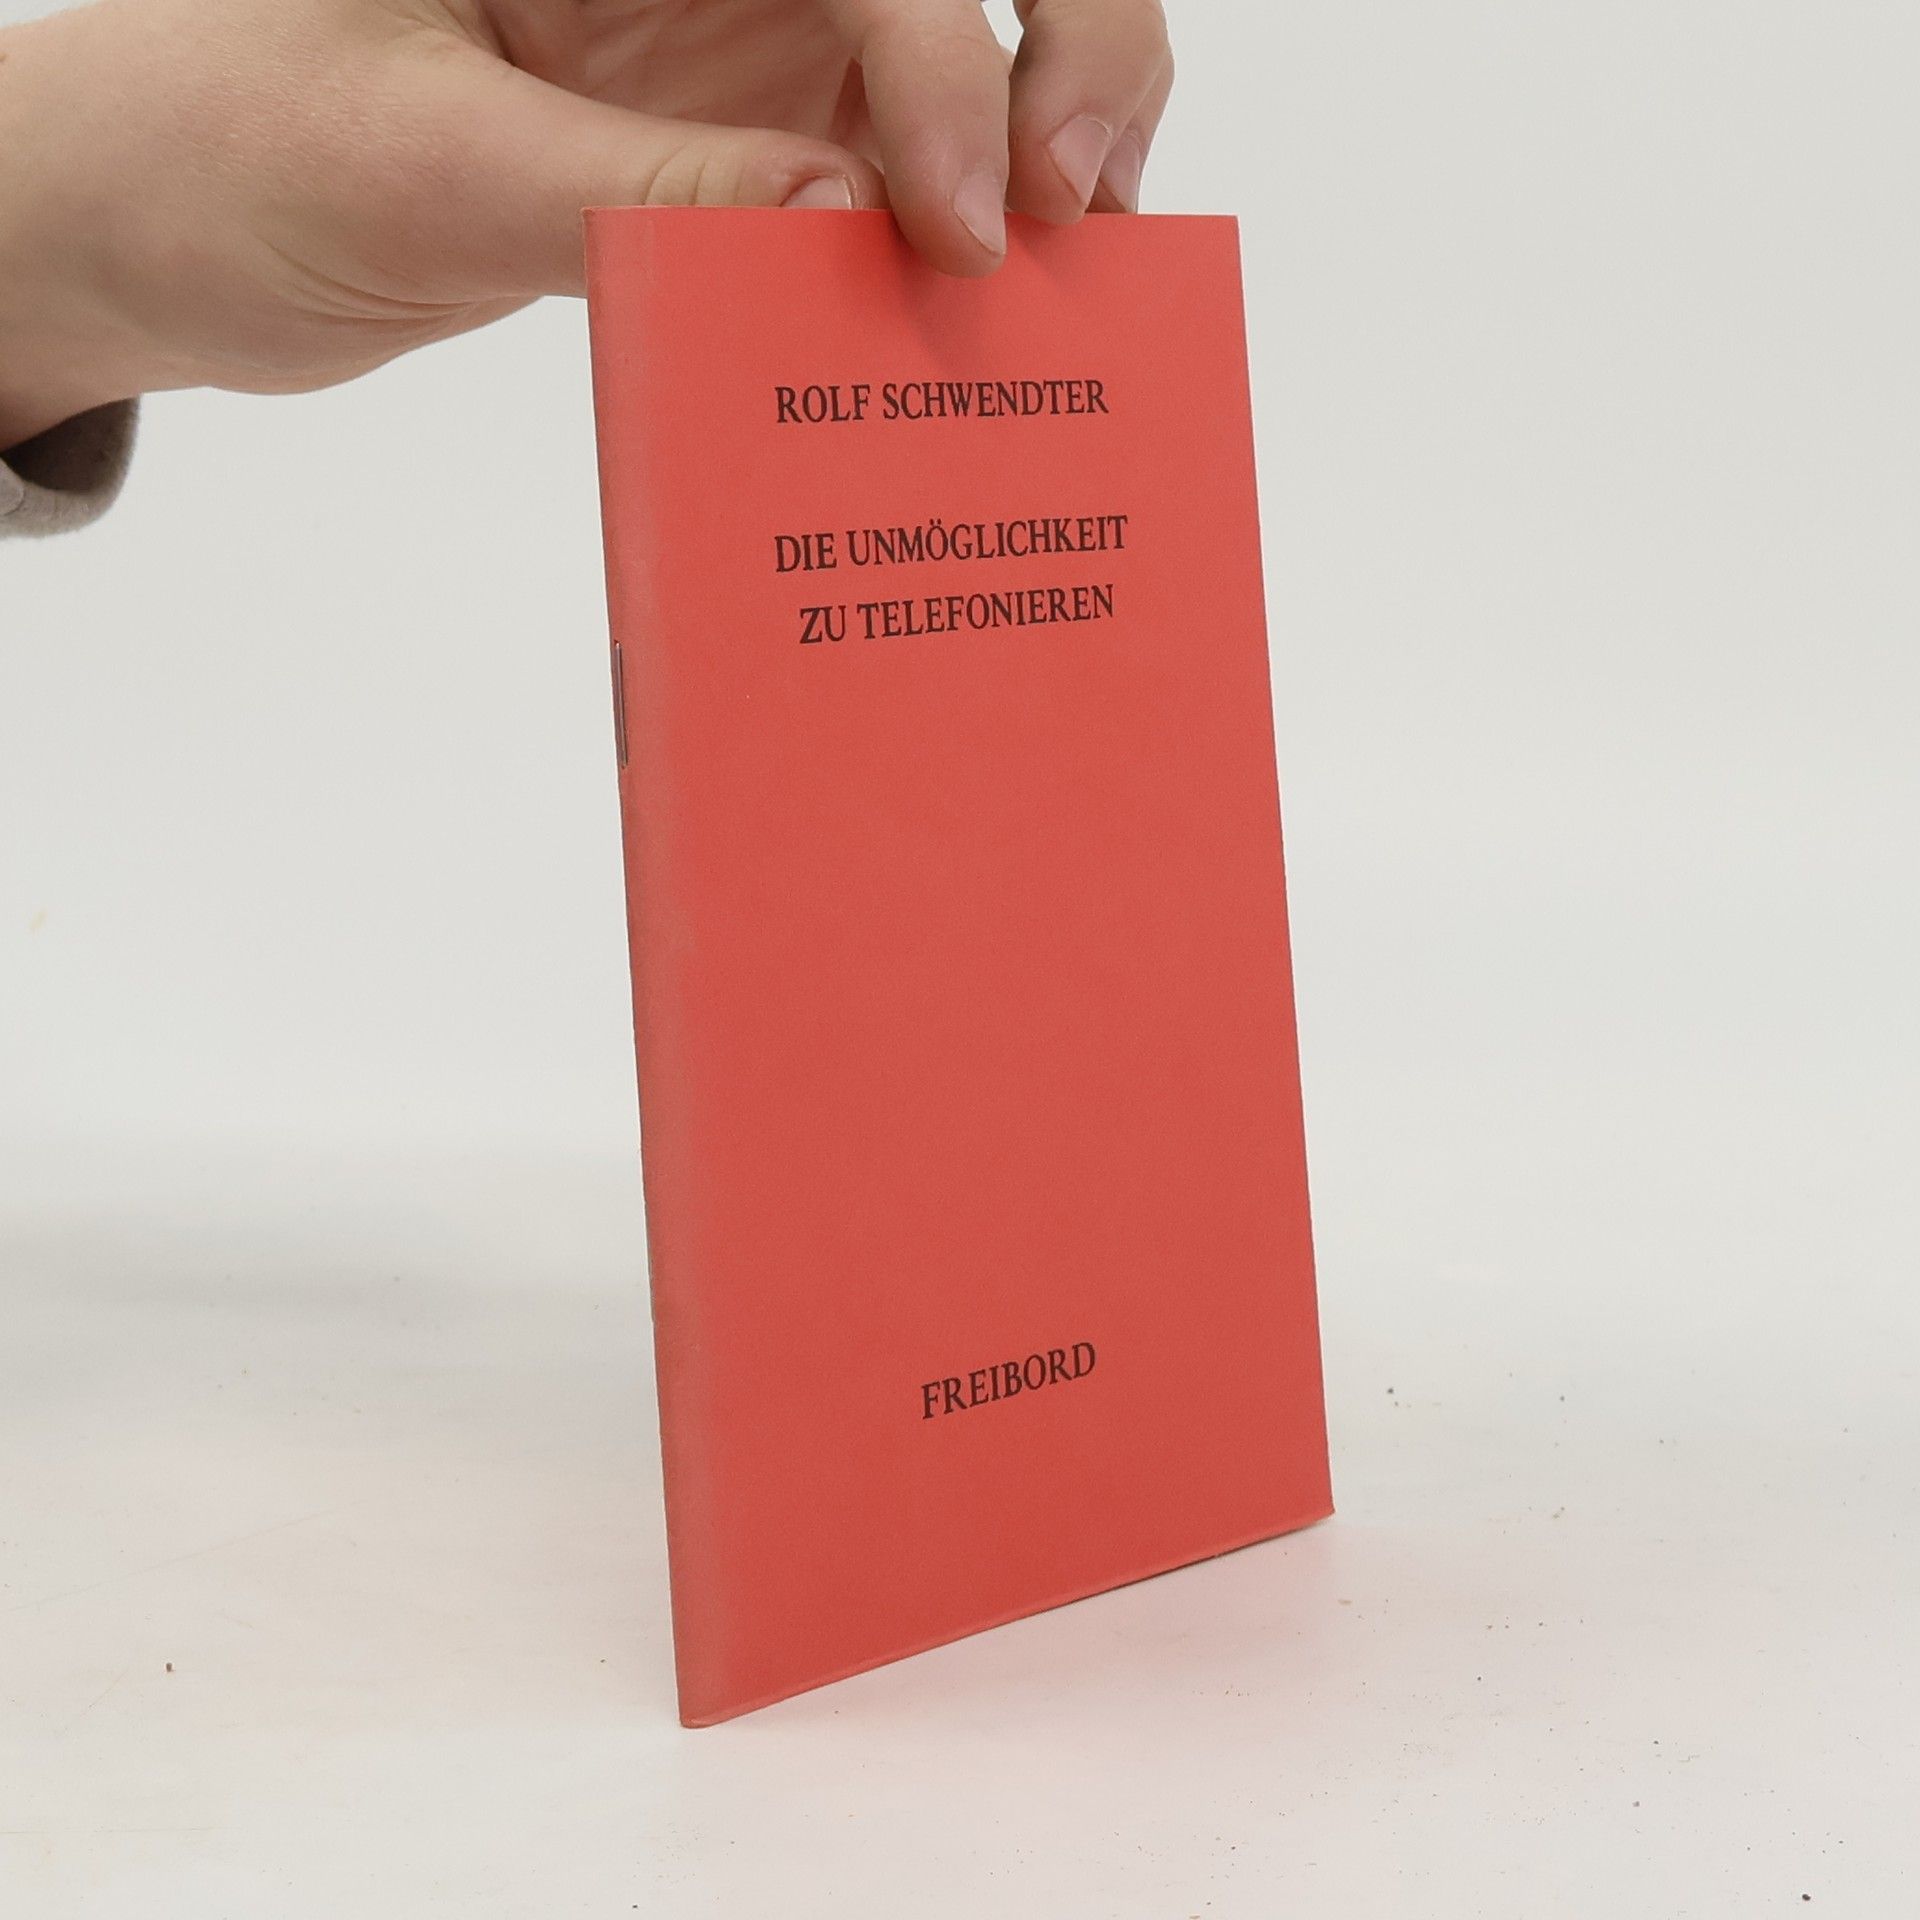 ROLF SCHWENDTER
DIE UNMÖGLICHKEIT
ZU TELEFONIEREN
FREIBORD